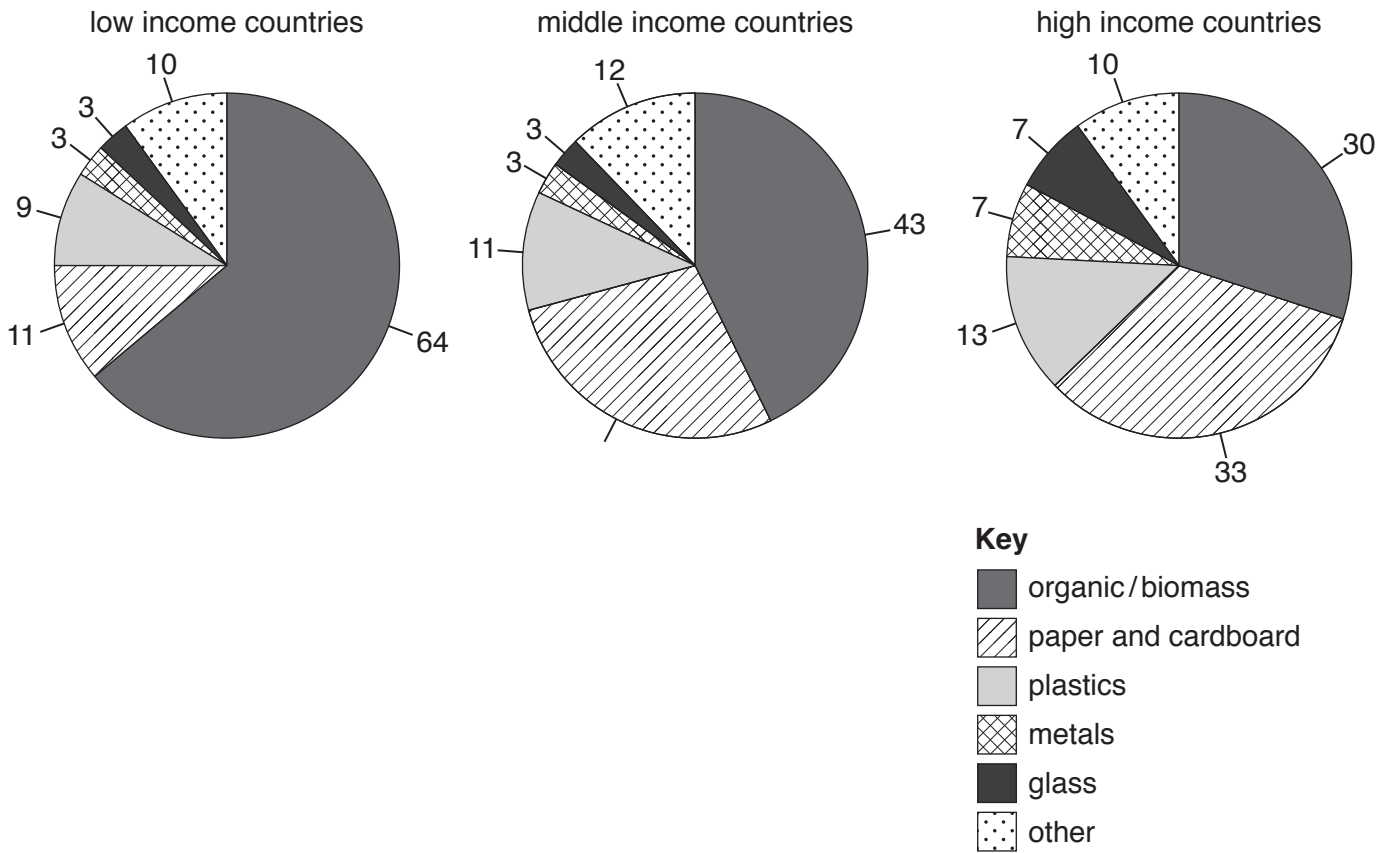 low income countries
10
3
3
9
11
64
middle income countries
12
3
3
11
43
high income countries
10
7
7
13
30
33
Key
organic / biomass
paper and cardboard
plastics
metals
glass
other